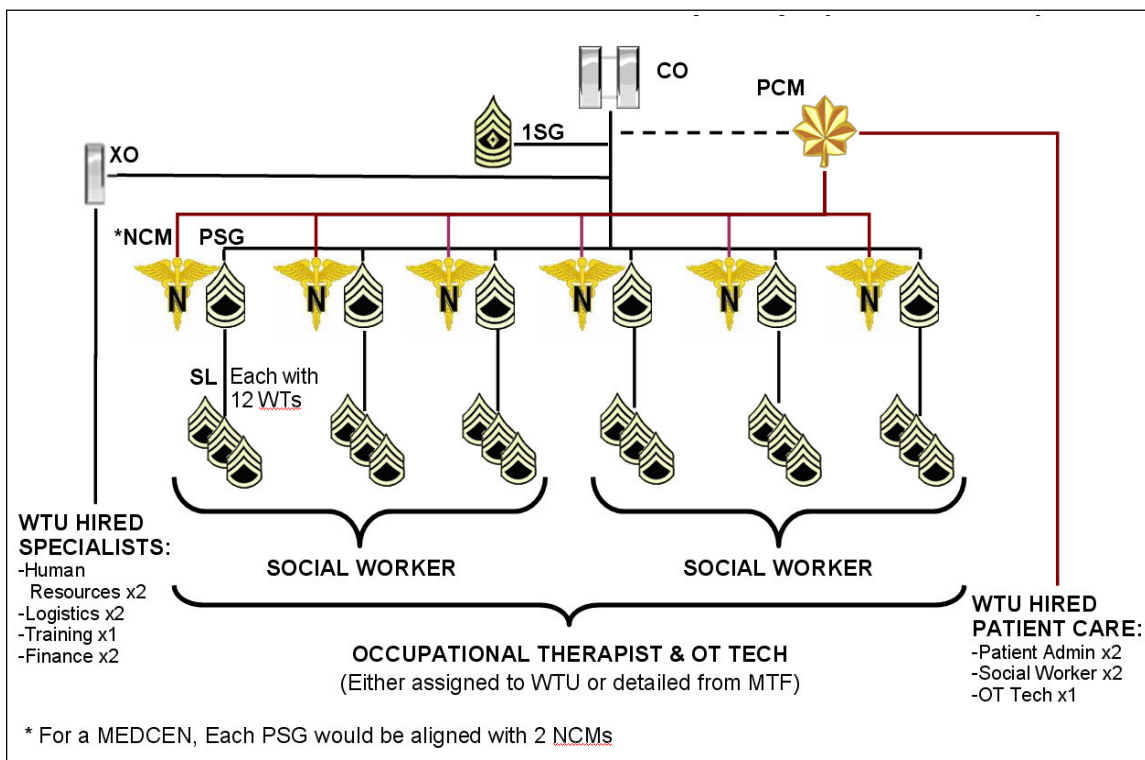 CO
PCM
1SG
XO
*NCM PSG
N N N N N N
SL Each with
12 WTs
WTU HIRED
SPECIALISTS:
-Human
Resources x2
-Logistics x2
-Training x1
-Finance x2
SOCIAL WORKER
SOCIAL WORKER
OCCUPATIONAL THERAPIST & OT TECH
(Either assigned to WTU or detailed from MTF)
WTU HIRED
PATIENT CARE:
-Patient Admin x2
-Social Worker x2
-OT Tech x1
* For a MEDCEN, Each PSG would be aligned with 2 NCMs